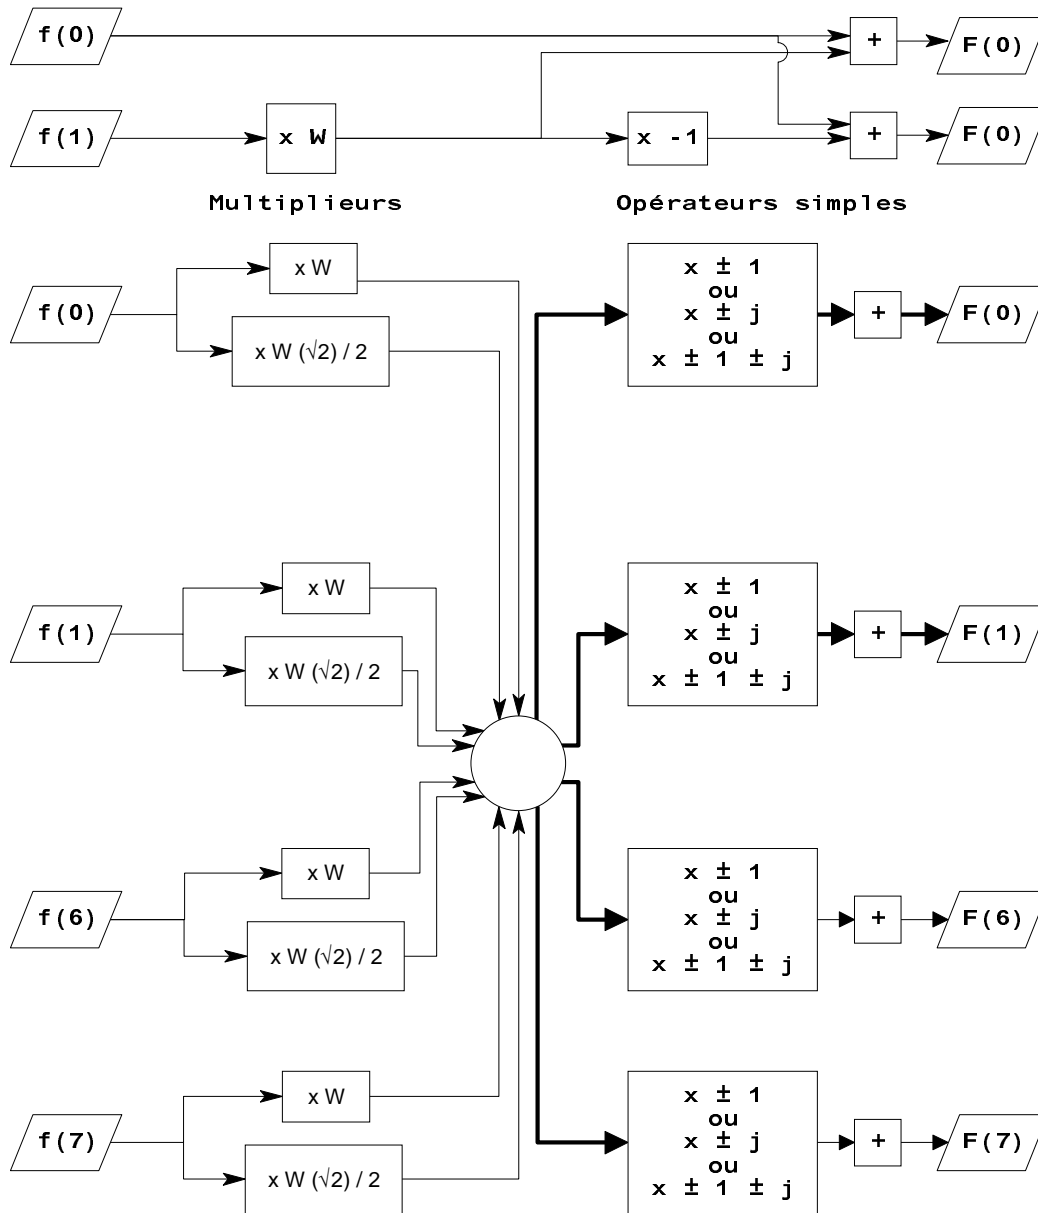 f(0)
+
F(0)
f(1)
x W
x -1
+
F(0)
Multiplieurs
Opérateurs simples
f(0)
x W
x W (√2) / 2
x ± 1
ou
x ± j
ou
x ± 1 ± j
+
F(0)
f(1)
x W
x W (√2) / 2
x ± 1
ou
x ± j
ou
x ± 1 ± j
+
F(1)
f(6)
x W
x W (√2) / 2
x ± 1
ou
x ± j
ou
x ± 1 ± j
+
F(6)
f(7)
x W
x W (√2) / 2
x ± 1
ou
x ± j
ou
x ± 1 ± j
+
F(7)